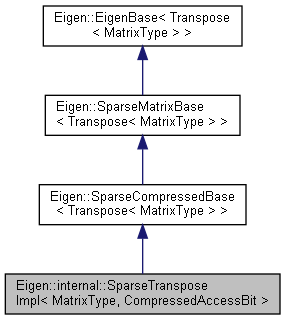 Eigen::EigenBase< Transpose
< MatrixType > >
Eigen::SparseMatrixBase
< Transpose< MatrixType > >
Eigen::SparseCompressedBase
< Transpose< MatrixType > >
Eigen::internal::SparseTranspose
Impl< MatrixType, CompressedAccessBit >